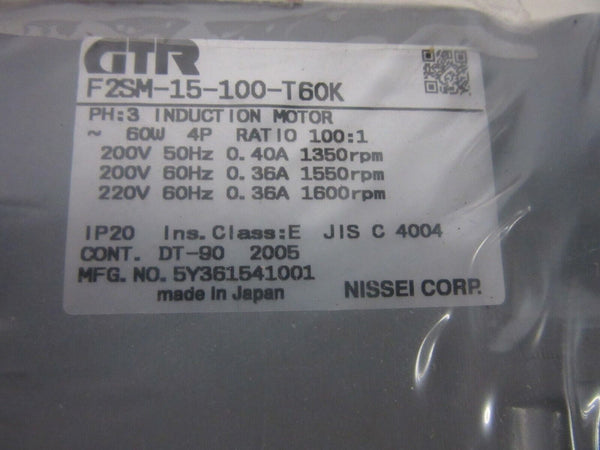 GTR
F2SM-15-100-T60K
PH:3 INDUCTION MOTOR
~ 60W 4P RATIO 100:1
200V 50Hz 0.40A 1350rpm
200V 60Hz 0.36A 1550rpm
220V 60Hz 0.36A 1600rpm
IP20 Ins.Class:E JIS C 4004
CONT. DT-90 2005
MFG.NO.5Y361541001
made in Japan NISSEI CORP.